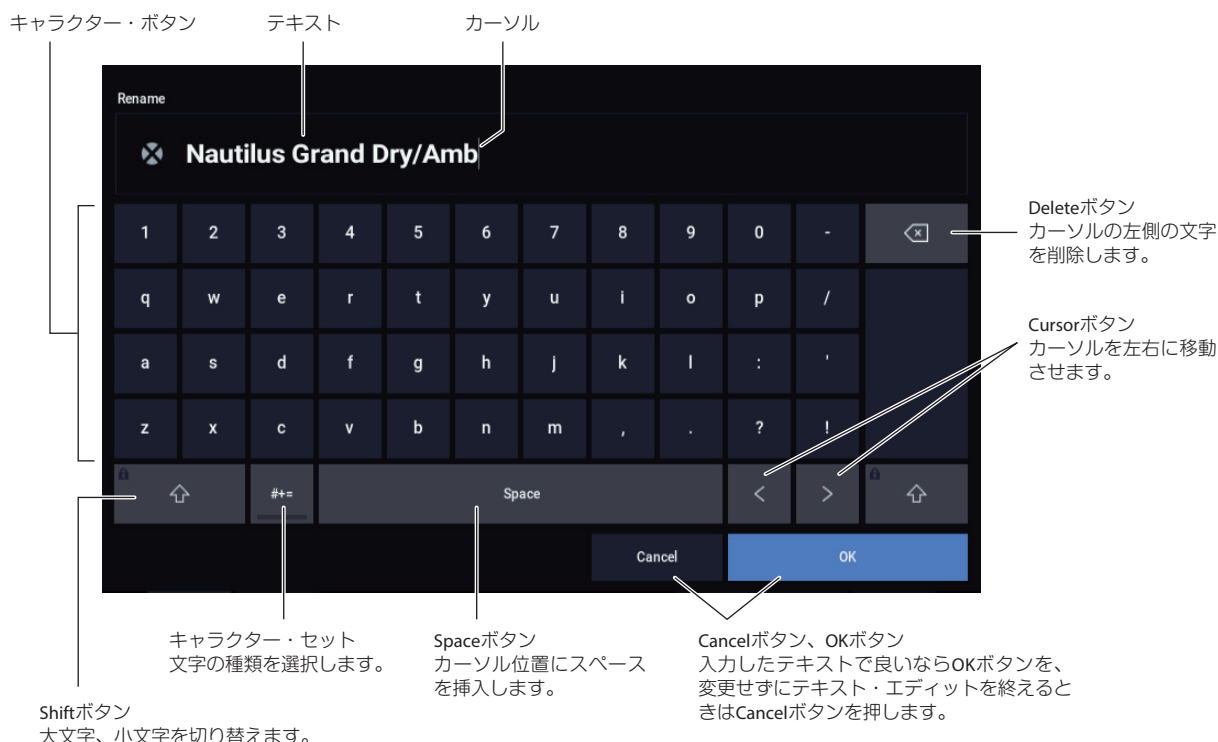 キャラクター・ボタン
テキスト
カーソル
Rename
Nautilus Grand Dry/Amb
1 2 3 4 5 6 7 8 9 0 -
q w e r t y u i o p /
a s d f g h j k l : '
z x c v b n m , . ? !
#+= Space < >
Cancel OK
Deleteボタン
カーソルの左側の文字
を削除します。
Cursorボタン
カーソルを左右に移動
させます。
キャラクター・セット
文字の種類を選択します。
Spaceボタン
カーソル位置にスペース
を挿入します。
Cancelボタン、OKボタン
入力したテキストで良いならOKボタンを、
変更せずにテキスト・エディットを終えると
きはCancelボタンを押します。
Shiftボタン
大文字、小文字を切り替えます。